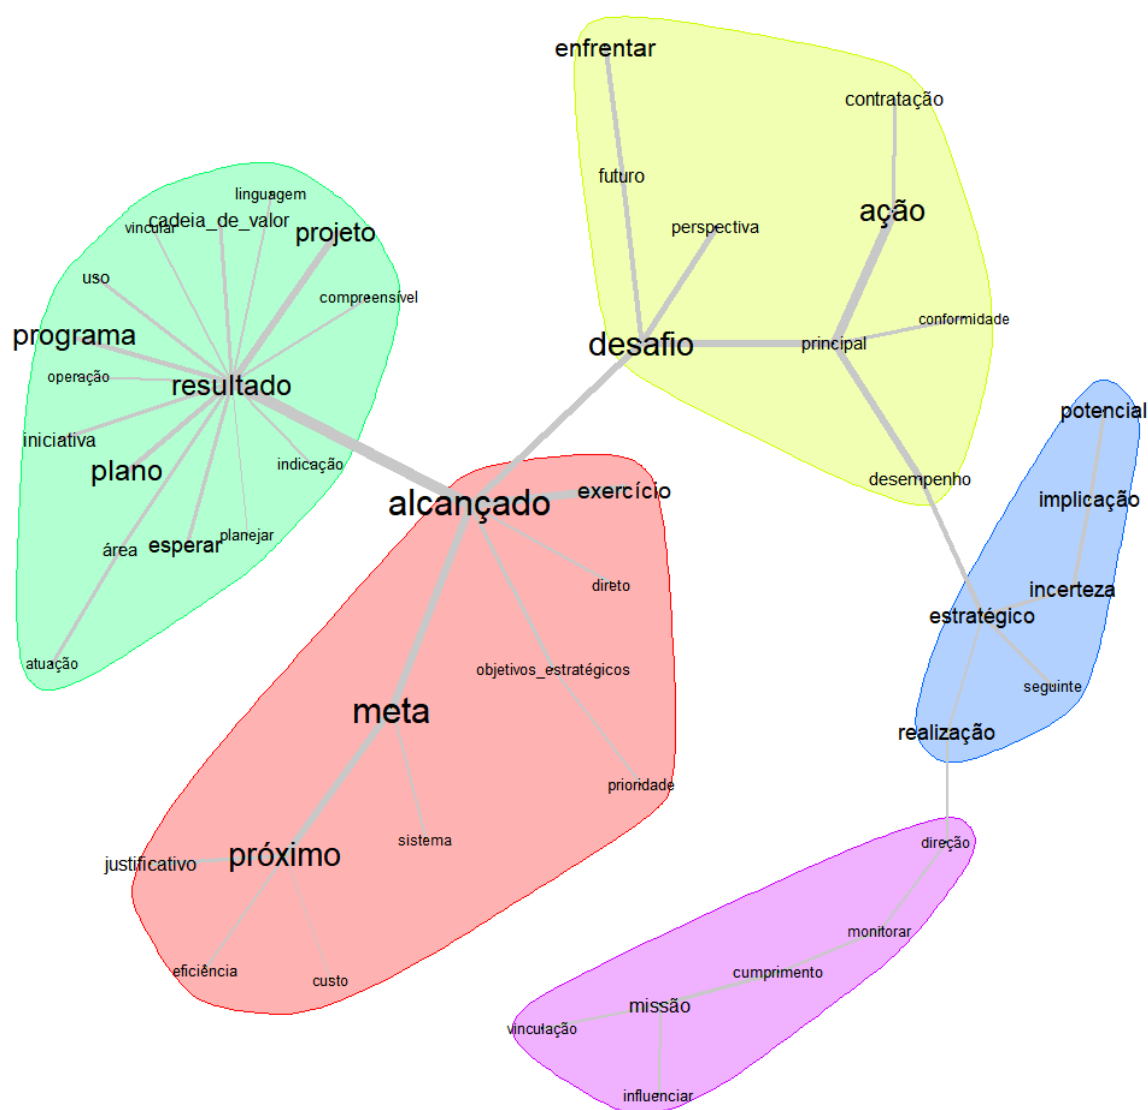 enfrentar
contratação
futuro
ação
perspectiva
linguagem
cadeia_de_valor
vincular
projeto
uso
compreensível
programa
conformidade
desafio
principal
operação
resultado
iniciativa
plano
indicação
potencial
desempenho
implicação
alcançado
exercício
planejar
esperar
área
direto
incerteza
estratégico
atuação
objetivos_estratégicos
seguinte
meta
realização
prioridade
sistema
direção
próximo
justificativo
monitorar
eficiência
custo
cumprimento
missão
vinculação
influenciar